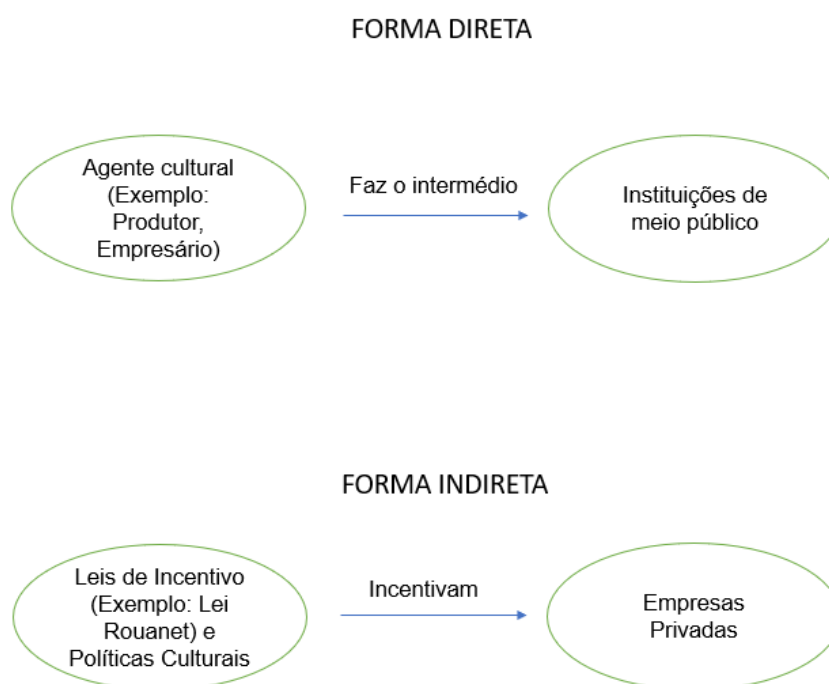 FORMA DIRETA
Agente cultural
(Exemplo:
Produtor,
Empresário)
Faz o intermédio
Instituições de
meio público
FORMA INDIRETA
Leis de Incentivo
(Exemplo: Lei
Rouanet) e
Políticas Culturais
Incentivam
Empresas
Privadas